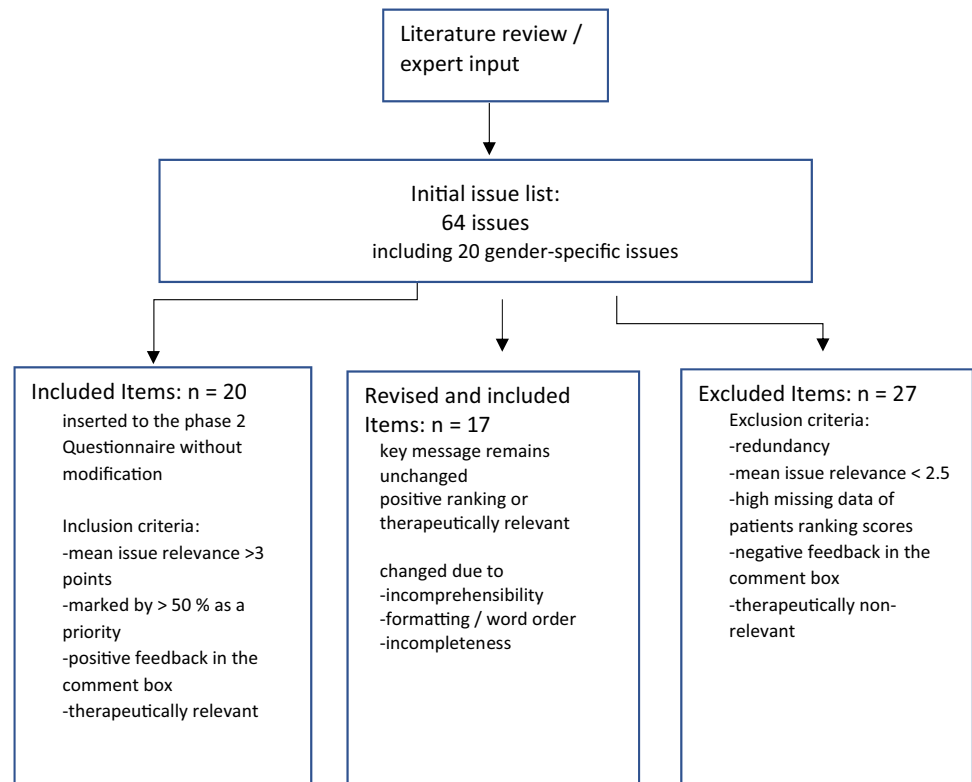 Literature review /
expert input
Initial issue list:
64 issues
including 20 gender-specific issues
Included Items: n = 20
inserted to the phase 2
Questionnaire without
modification
Inclusion criteria:
-mean issue relevance >3
points
-marked by > 50 % as a
priority
-positive feedback in the
comment box
-therapeutically relevant
Revised and included
Items: n = 17
key message remains
unchanged
positive ranking or
therapeutically relevant
changed due to
-incomprehensibility
-formatting / word order
-incompleteness
Excluded Items: n = 27
Exclusion criteria:
-redundancy
-mean issue relevance < 2.5
-high missing data of
patients ranking scores
-negative feedback in the
comment box
-therapeutically non-
relevant